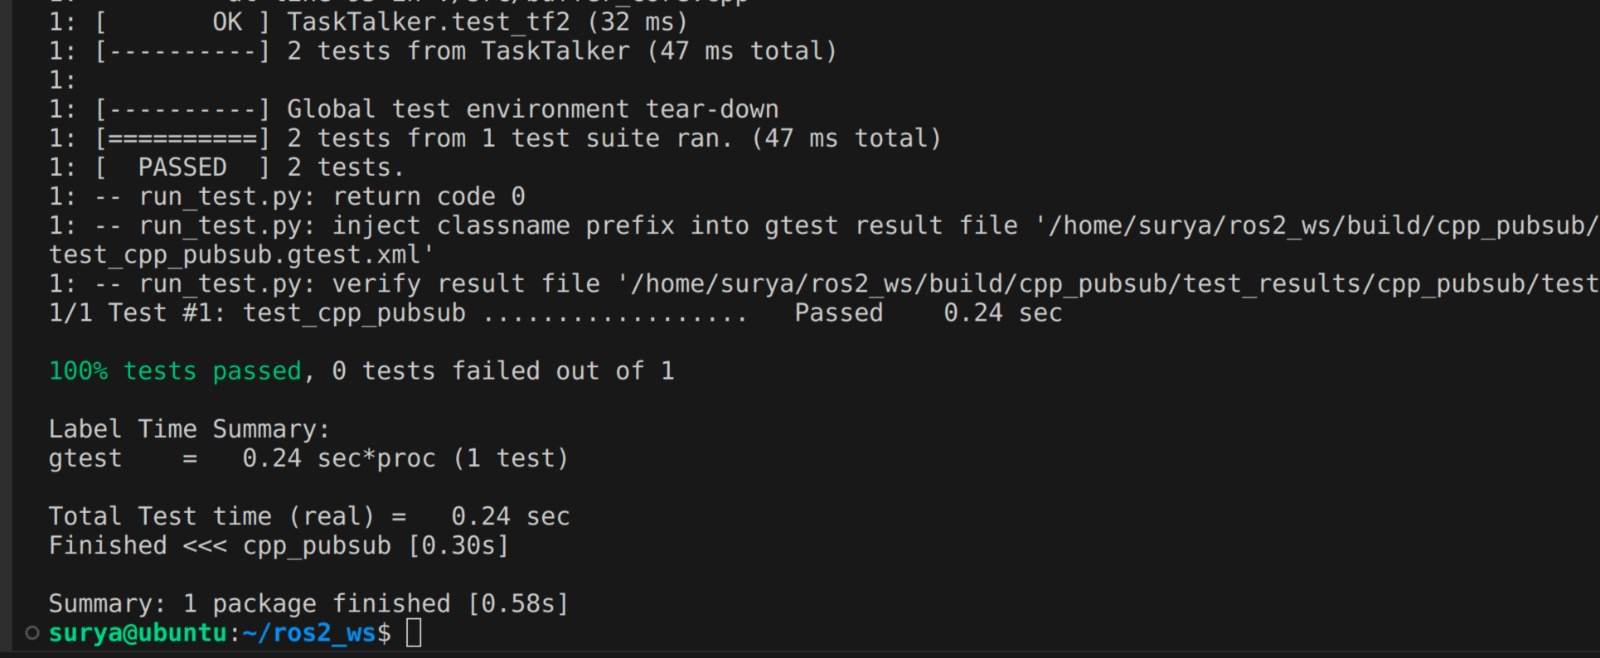 1: [       OK ] TaskTalker.test_tf2 (32 ms)
1: [----------] 2 tests from TaskTalker (47 ms total)
1:
1: [----------] Global test environment tear-down
1: [==========] 2 tests from 1 test suite ran. (47 ms total)
1: [  PASSED  ] 2 tests.
1: -- run_test.py: return code 0
1: -- run_test.py: inject classname prefix into gtest result file '/home/surya/ros2_ws/build/cpp_pubsub/
test_cpp_pubsub.gtest.xml'
1: -- run_test.py: verify result file '/home/surya/ros2_ws/build/cpp_pubsub/test_results/cpp_pubsub/test
1/1 Test #1: test_cpp_pubsub ..................   Passed    0.24 sec
100% tests passed, 0 tests failed out of 1
Label Time Summary:
gtest    =   0.24 sec*proc (1 test)
Total Test time (real) =   0.24 sec
Finished <<< cpp_pubsub [0.30s]
Summary: 1 package finished [0.58s]
surya@ubuntu:~/ros2_ws$